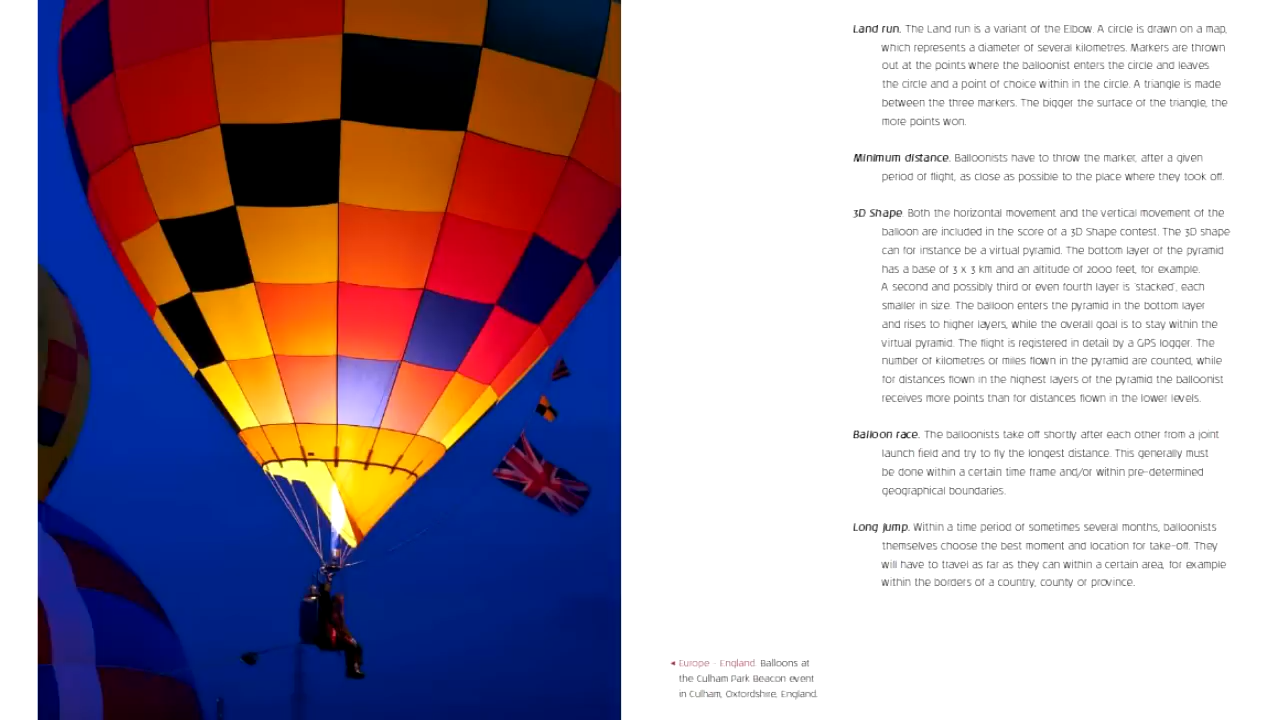 Land run. The Land run is a variant of the Elbow. A circle is drawn on a map,
which represents a diameter of several kilometres. Markers are thrown
out at the points where the balloonist enters the circle and leaves
the circle and a point of choice within in the circle. A triangle is made
between the three markers. The bigger the surface of the triangle, the
more points won.
Minimum distance. Balloonists have to throw the marker, after a given
period of flight, as close as possible to the place where they took off.
3D Shape. Both the horizontal movement and the vertical movement of the
balloon are included in the score of a 3D Shape contest. The 3D shape
can for instance be a virtual pyramid. The bottom layer of the pyramid
has a base of 3 x 3 km and an altitude of 2000 feet, for example.
A second and possibly third or even fourth layer is 'stacked', each
smaller in size. The balloon enters the pyramid in the bottom layer
and rises to higher layers, while the overall goal is to stay within the
virtual pyramid. The flight is registered in detail by a GPS logger. The
number of kilometres or miles flown in the pyramid are counted, while
for distances flown in the highest layers of the pyramid the balloonist
receives more points than for distances flown in the lower levels.
Balloon race. The balloonists take off shortly after each other from a joint
launch field and try to fly the longest distance. This generally must
be done within a certain time frame and/or within pre-determined
geographical boundaries.
Long jump. Within a time period of sometimes several months, balloonists
themselves choose the best moment and location for take-off. They
will have to travel as far as they can within a certain area, for example
within the borders of a country, county or province.
◂ Europe - England. Balloons at
the Culham Park Beacon event
in Culham, Oxfordshire, England.